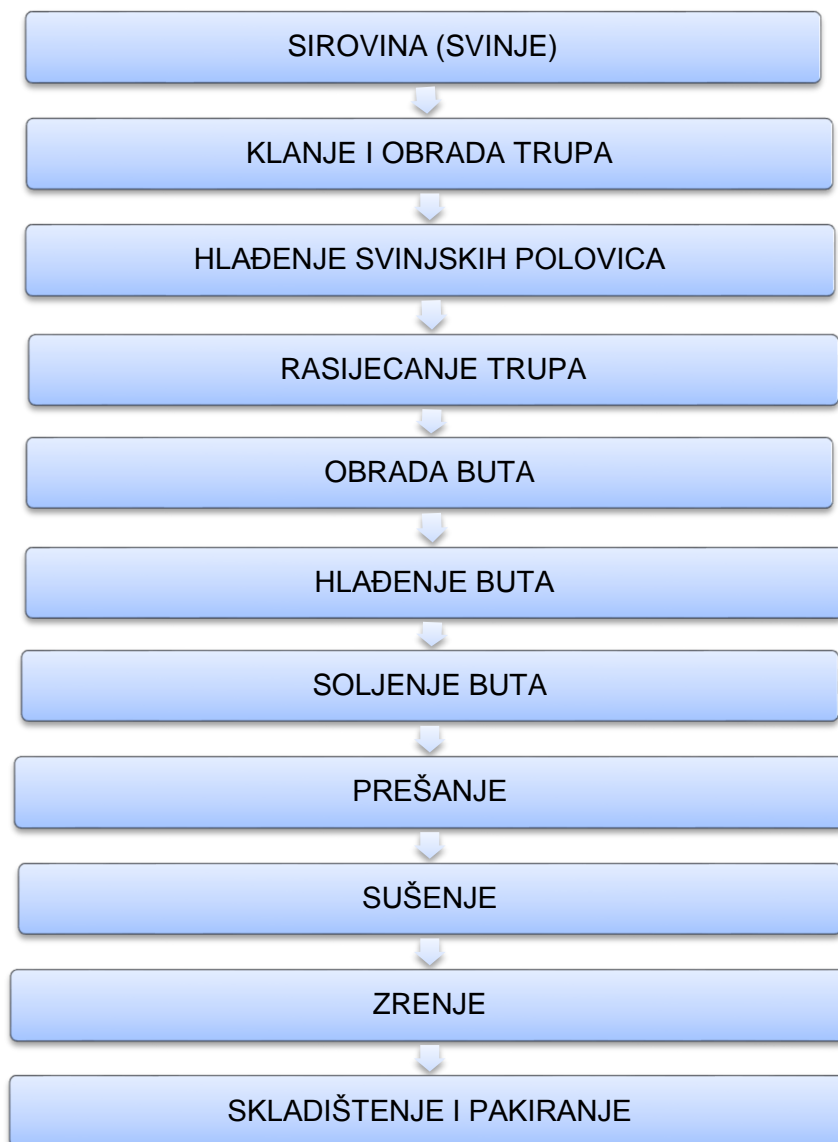 SIROVINA (SVINJE)
KLANJE I OBRADA TRUPA
HLAĐENJE SVINJSKIH POLOVICA
RASIJECANJE TRUPA
OBRADA BUTA
HLAĐENJE BUTA
SOLJENJE BUTA
PREŠANJE
SUŠENJE
ZRENJE
SKLADIŠTENJE I PAKIRANJE